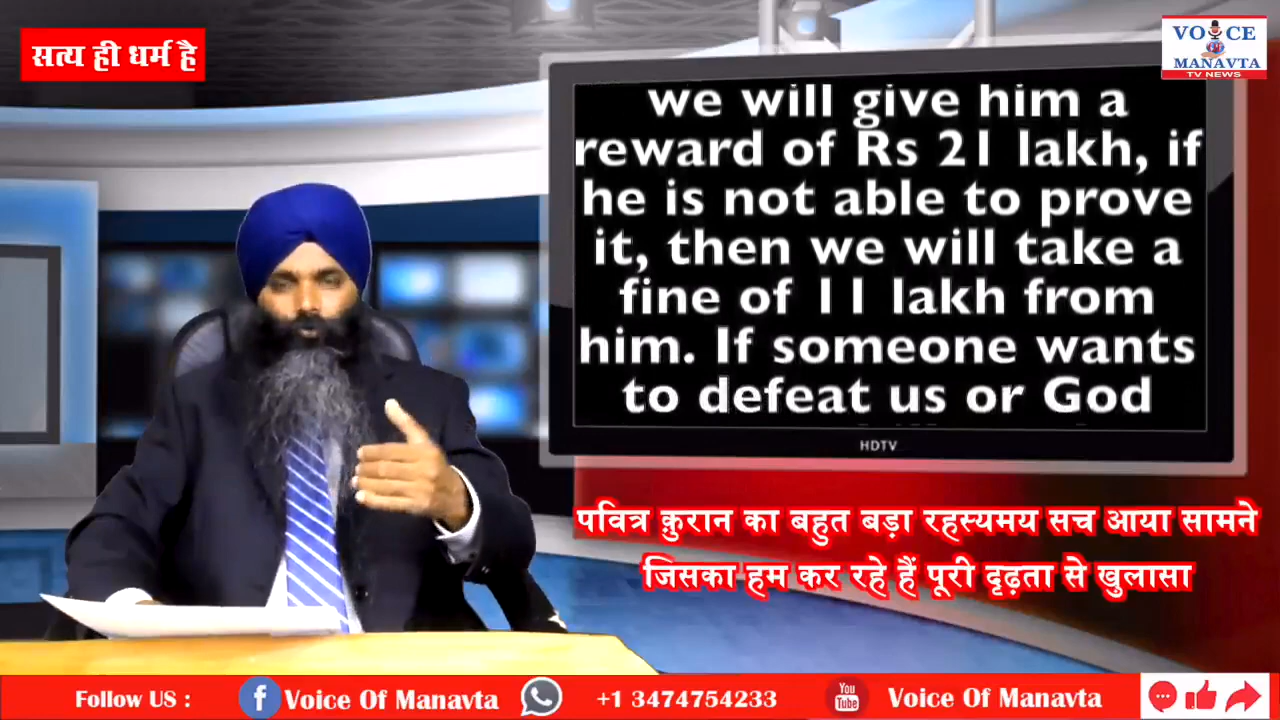 सत्य ही धर्म है
VOICE
MANAVTA
TV NEWS
we will give him a
reward of Rs 21 lakh, if
he is not able to prove
it, then we will take a
fine of 11 lakh from
him. If someone wants
to defeat us or God
HDTV
पवित्र क़ुरान का बहुत बड़ा रहस्यमय सच आया सामने
जिसका हम कर रहे हैं पूरी दृढ़ता से खुलासा
Follow US :
Voice Of Manavta
+1 3474754233
You
Tube
Voice Of Manavta